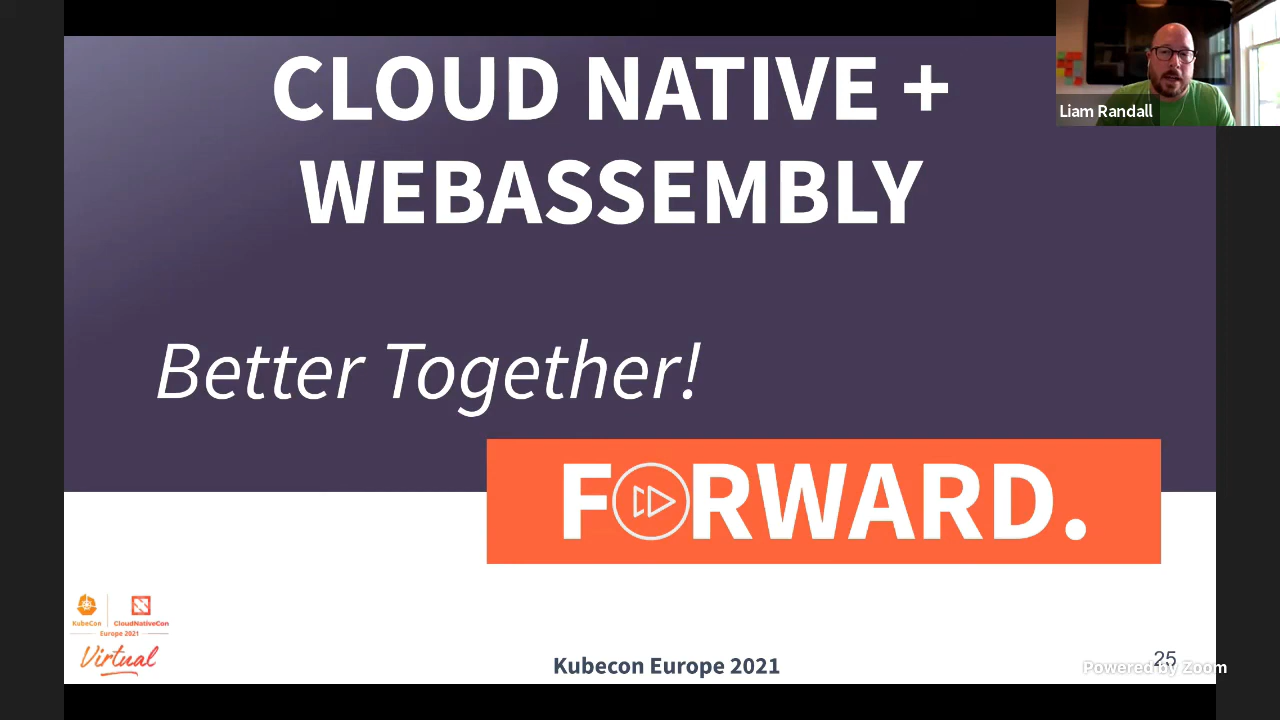 CLOUD NATIVE +
WEBASSEMBLY
Liam Randall
Better Together!
FORWARD.
KubeCon
CloudNativeCon
Europe 2021
Virtual
Kubecon Europe 2021
25
Powered by Zoom